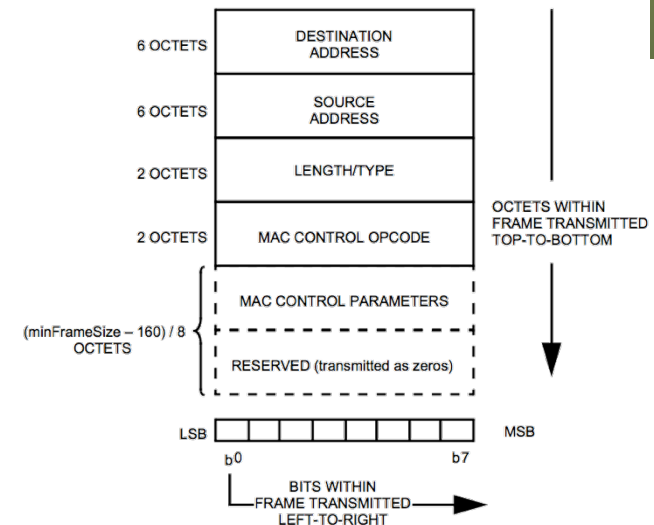 6 OCTETS
DESTINATION
ADDRESS
6 OCTETS
SOURCE
ADDRESS
2 OCTETS
LENGTH/TYPE
2 OCTETS
MAC CONTROL OPCODE
OCTETS WITHIN
FRAME TRANSMITTED
TOP-TO-BOTTOM
(minFrameSize – 160) / 8
OCTETS
MAC CONTROL PARAMETERS
RESERVED (transmitted as zeros)
LSB
MSB
b0
b7
BITS WITHIN
FRAME TRANSMITTED
LEFT-TO-RIGHT